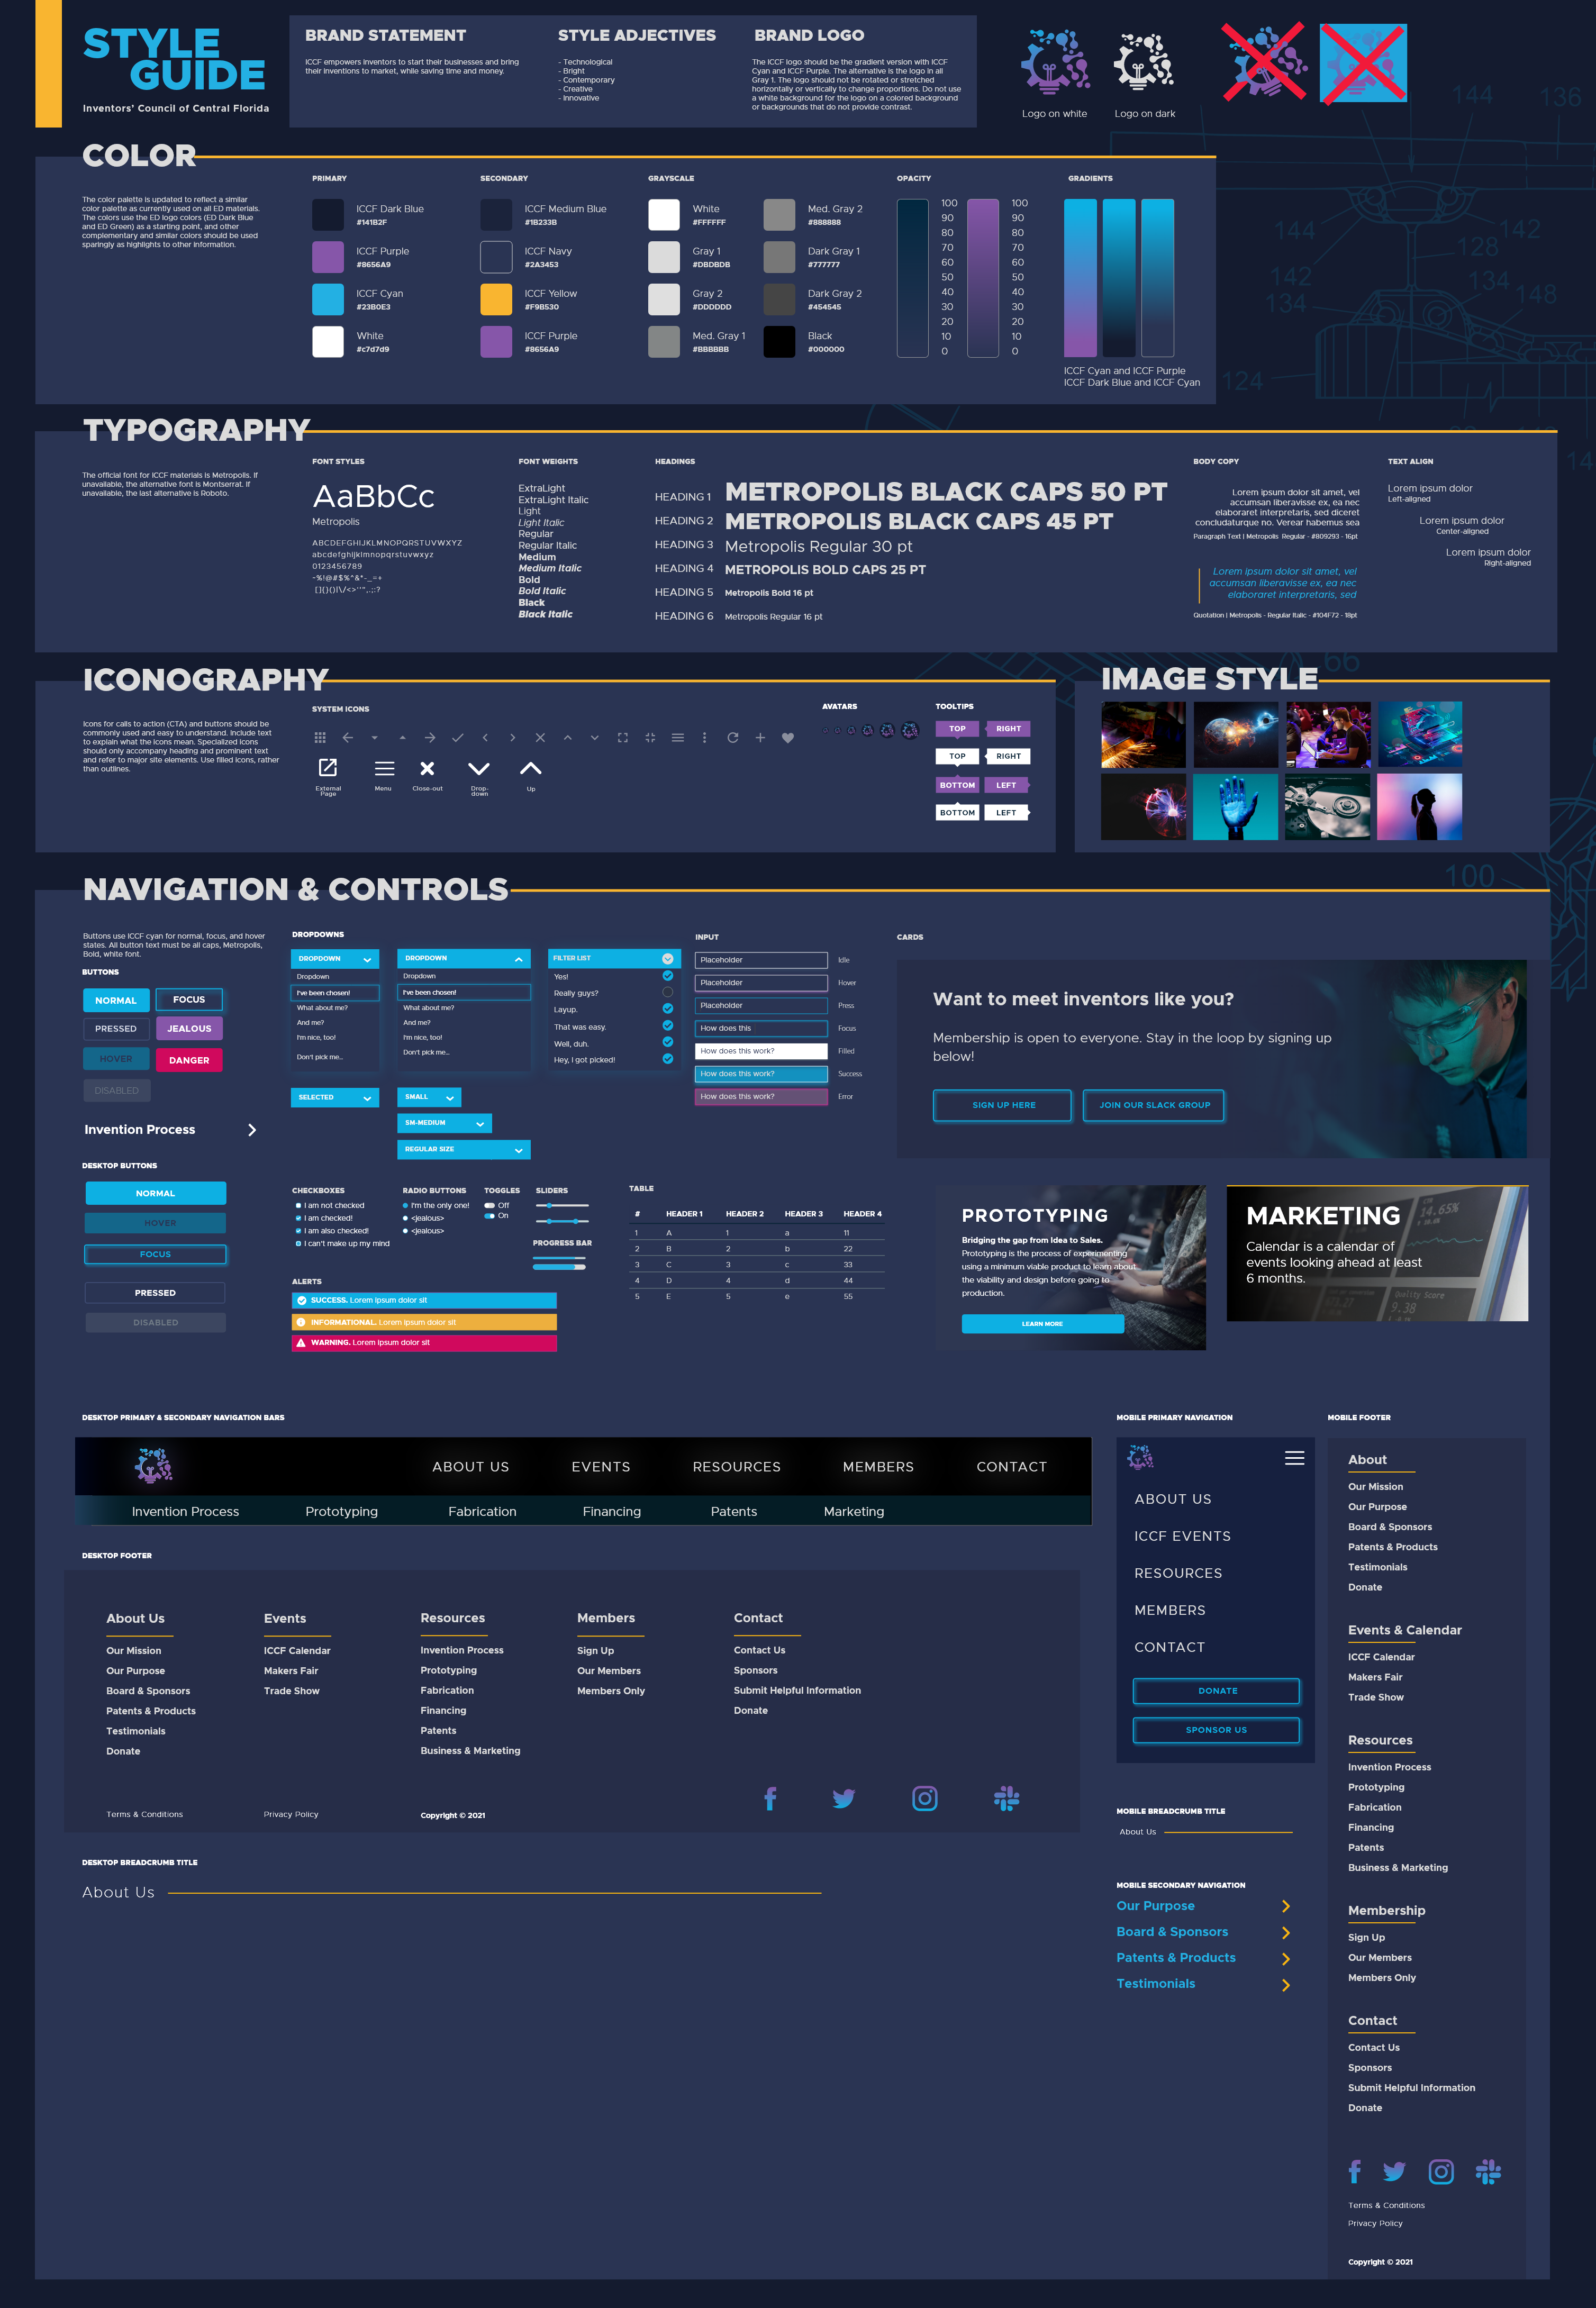 STYLE
GUIDE
Inventors' Council of Central Florida
BRAND STATEMENT
ICCF empowers inventors to start their businesses and bring
their inventions to market, while saving time and money.
STYLE ADJECTIVES
- Technological
- Bright
- Contemporary
- Creative
- Innovative
BRAND LOGO
The ICCF logo should be the gradient version with ICCF
Cyan and ICCF Purple. The alternative is the logo in all
Gray 1. The logo should not be rotated or stretched
horizontally or vertically to change proportions. Do not use
a white background for the logo on a colored background
or backgrounds that do not provide contrast.
Logo on white
Logo on dark
144
136
144
142
128
142
134
134
148
124
COLOR
The color palette is updated to reflect a similar
color palette as currently used on all ED materials.
The colors use the ED logo colors (ED Dark Blue
and ED Green) as a starting point, and other
complementary and similar colors should be used
sparingly as highlights to other information.
PRIMARY
ICCF Dark Blue
#141B2F
ICCF Purple
#8656A9
ICCF Cyan
#23B0E3
White
#c7d7d9
SECONDARY
ICCF Medium Blue
#1B233B
ICCF Navy
#2A3453
ICCF Yellow
#F9B530
ICCF Purple
#8656A9
GRAYSCALE
White
#FFFFFF
Gray 1
#DBDBDB
Gray 2
#DDDDDD
Med. Gray 1
#BBBBBB
Med. Gray 2
#888888
Dark Gray 1
#777777
Dark Gray 2
#454545
Black
#000000
OPACITY
100
90
80
70
60
50
40
30
20
10
0
100
90
80
70
60
50
40
30
20
10
0
GRADIENTS
ICCF Cyan and ICCF Purple
ICCF Dark Blue and ICCF Cyan
TYPOGRAPHY
The official font for ICCF materials is Metropolis. If
unavailable, the alternative font is Montserrat. If
unavailable, the last alternative is Roboto.
FONT STYLES
AaBbCc
Metropolis
ABCDEFGHIJKLMNOPQRSTUVWXYZ
abcdefghijklmnopqrstuvwxyz
0123456789
~%!@#$%^&*-_=+
[]{}()|\/<>'"",.;:?
FONT WEIGHTS
ExtraLight
ExtraLight Italic
Light
Light Italic
Regular
Regular Italic
Medium
Medium Italic
Bold
Bold Italic
Black
Black Italic
HEADINGS
HEADING 1 METROPOLIS BLACK CAPS 50 PT
HEADING 2 METROPOLIS BLACK CAPS 45 PT
HEADING 3 Metropolis Regular 30 pt
HEADING 4 METROPOLIS BOLD CAPS 25 PT
HEADING 5 Metropolis Bold 16 pt
HEADING 6 Metropolis Regular 16 pt
BODY COPY
Lorem ipsum dolor sit amet, vel
accumsan liberavisse ex, ea nec
elaboraret interpretaris, sed diceret
concludaturque no. Verear habemus sea
Paragraph Text | Metropolis Regular - #809293 - 16pt
Lorem ipsum dolor sit amet, vel
accumsan liberavisse ex, ea nec
elaboraret interpretaris, sed
Quotation | Metropolis - Regular Italic - #104F72 - 18pt
TEXT ALIGN
Lorem ipsum dolor
Left-aligned
Lorem ipsum dolor
Center-aligned
Lorem ipsum dolor
Right-aligned
ICONOGRAPHY
Icons for calls to action (CTA) and buttons should be
commonly used and easy to understand. Include text
to explain what the icons mean. Specialized icons
should only accompany heading and prominent text
and refer to major site elements. Use filled icons, rather
than outlines.
SYSTEM ICONS
External
Page
Menu
Close-out
Drop-
down
Up
AVATARS
TOOLTIPS
TOP RIGHT
TOP RIGHT
BOTTOM LEFT
BOTTOM LEFT
66
IMAGE STYLE
100
NAVIGATION & CONTROLS
Buttons use ICCF cyan for normal, focus, and hover
states. All button text must be all caps, Metropolis,
Bold, white font.
BUTTONS
NORMAL FOCUS
PRESSED JEALOUS
HOVER DANGER
DISABLED
Invention Process
DESKTOP BUTTONS
NORMAL
HOVER
FOCUS
PRESSED
DISABLED
DROPDOWNS
DROPDOWN
Dropdown
I've been chosen!
What about me?
And me?
I'm nice, too!
Don't pick me...
SELECTED
DROPDOWN
Dropdown
I've been chosen!
What about me?
And me?
I'm nice, too!
Don't pick me...
SMALL
SM-MEDIUM
REGULAR SIZE
FILTER LIST
Yes!
Really guys?
Layup.
That was easy.
Well, duh.
Hey, I got picked!
INPUT
Placeholder Idle
Placeholder Hover
Placeholder Press
How does this Focus
How does this work? Filled
How does this work? Success
How does this work? Error
CARDS
Want to meet inventors like you?
Membership is open to everyone. Stay in the loop by signing up
below!
SIGN UP HERE
JOIN OUR SLACK GROUP
CHECKBOXES
I am not checked
I am checked!
I am also checked!
I can't make up my mind
RADIO BUTTONS
I'm the only one!
<jealous>
<jealous>
TOGGLES
Off
On
SLIDERS
PROGRESS BAR
ALERTS
SUCCESS. Lorem ipsum dolor sit
INFORMATIONAL. Lorem ipsum dolor sit
WARNING. Lorem ipsum dolor sit
TABLE
# HEADER 1 HEADER 2 HEADER 3 HEADER 4
1 A 1 a 11
2 B 2 b 22
3 C 3 c 33
4 D 4 d 44
5 E 5 e 55
PROTOTYPING
Bridging the gap from Idea to Sales.
Prototyping is the process of experimenting
using a minimum viable product to learn about
the viability and design before going to
production.
LEARN MORE
MARKETING
Calendar is a calendar of
events looking ahead at least
6 months.
14.65%
Quality Score
9.38
DESKTOP PRIMARY & SECONDARY NAVIGATION BARS
ABOUT US EVENTS RESOURCES MEMBERS CONTACT
Invention Process Prototyping Fabrication Financing Patents Marketing
DESKTOP FOOTER
About Us
Our Mission
Our Purpose
Board & Sponsors
Patents & Products
Testimonials
Donate
Events
ICCF Calendar
Makers Fair
Trade Show
Resources
Invention Process
Prototyping
Fabrication
Financing
Patents
Business & Marketing
Members
Sign Up
Our Members
Members Only
Contact
Contact Us
Sponsors
Submit Helpful Information
Donate
Terms & Conditions
Privacy Policy
Copyright © 2021
DESKTOP BREADCRUMB TITLE
About Us
MOBILE PRIMARY NAVIGATION
ABOUT US
ICCF EVENTS
RESOURCES
MEMBERS
CONTACT
DONATE
SPONSOR US
MOBILE BREADCRUMB TITLE
About Us
MOBILE SECONDARY NAVIGATION
Our Purpose
Board & Sponsors
Patents & Products
Testimonials
MOBILE FOOTER
About
Our Mission
Our Purpose
Board & Sponsors
Patents & Products
Testimonials
Donate
Events & Calendar
ICCF Calendar
Makers Fair
Trade Show
Resources
Invention Process
Prototyping
Fabrication
Financing
Patents
Business & Marketing
Membership
Sign Up
Our Members
Members Only
Contact
Contact Us
Sponsors
Submit Helpful Information
Donate
Terms & Conditions
Privacy Policy
Copyright © 2021